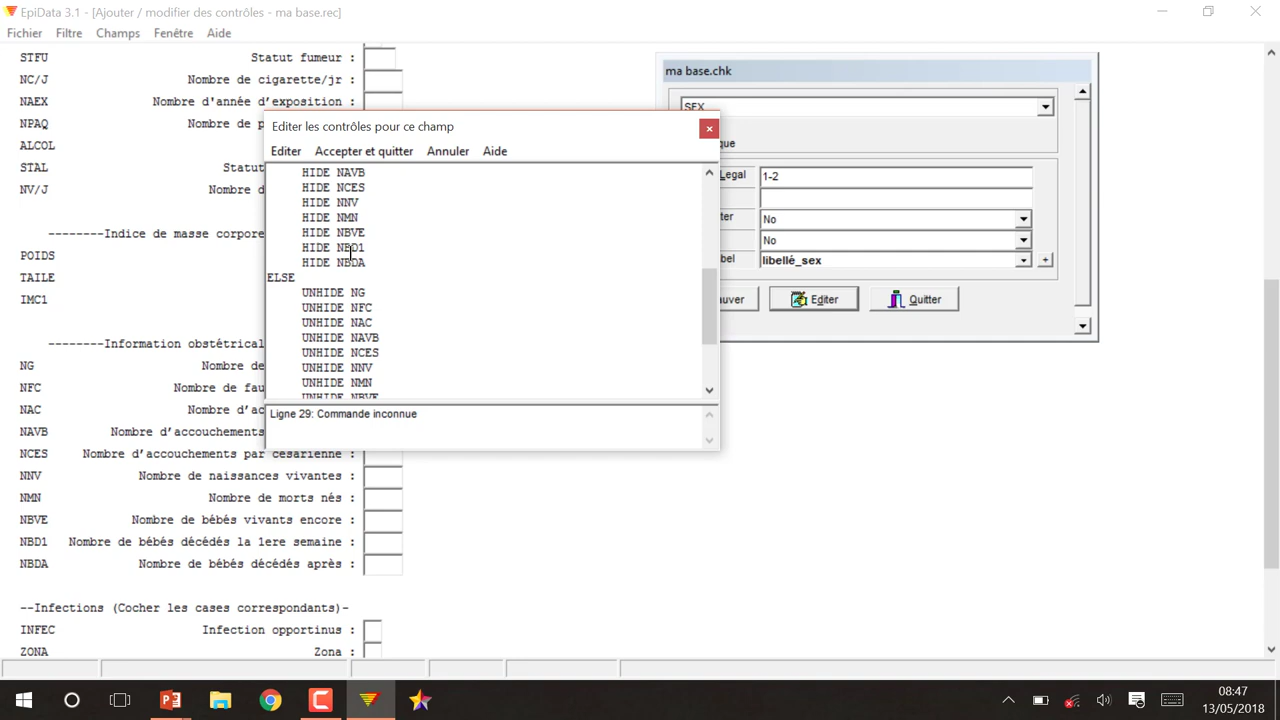 EpiData 3.1 - [Ajouter / modifier des contrôles - ma base.rec]
Fichier Filtre Champs Fenêtre Aide
STFU Statut fumeur :
NC/J Nombre de cigarette/jr :
NAEX Nombre d'année d’exposition :
NPAQ Nombre de p
ALCOL
STAL Statut
NV/J Nombre d
--------Indice de masse corpore
POIDS
TAILE
IMC1
--------Information obstétrical
NG Nombre de
NFC Nombre de fau
NAC Nombre d’ac
NAVB Nombre d’accouchements
NCES Nombre d’accouchements par césarienne :
NNV Nombre de naissances vivantes :
NMN Nombre de morts nés :
NBVE Nombre de bébés vivants encore :
NBD1 Nombre de bébés décédés la 1ere semaine :
NBDA Nombre de bébés décédés après :
--Infections (Cocher les cases correspondants)-
INFEC Infection opportinus :
ZONA Zona :
Editer les contrôles pour ce champ
Editer Accepter et quitter Annuler Aide
HIDE NAVB
HIDE NCES
HIDE NNV
HIDE NMN
HIDE NBVE
HIDE NBD1
HIDE NBDA
ELSE
UNHIDE NG
UNHIDE NFC
UNHIDE NAC
UNHIDE NAVB
UNHIDE NCES
UNHIDE NNV
UNHIDE NMN
UNHIDE NBVE
Ligne 29: Commande inconnue
ma base.chk
SEX
que
Legal 1-2
ter No
No
bel libellé_sex +
uver Editer Quitter
08:47
13/05/2018